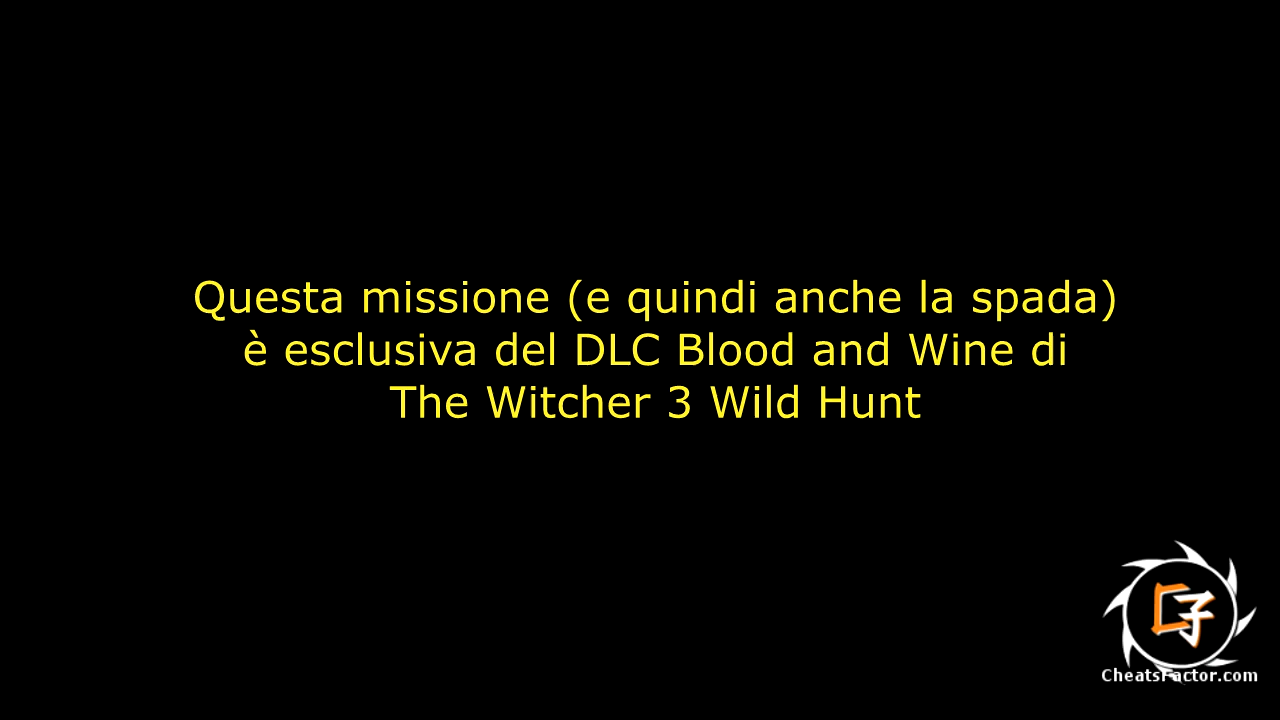 Questa missione (e quindi anche la spada)
è esclusiva del DLC Blood and Wine di
The Witcher 3 Wild Hunt
CheatsFactor.com